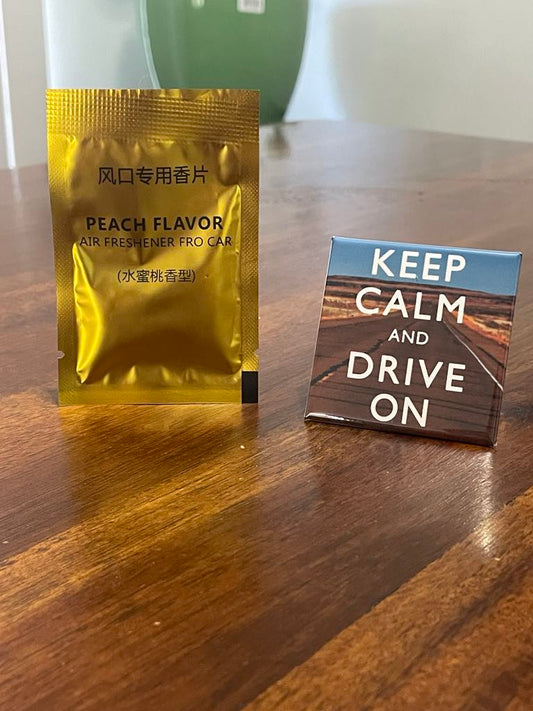 风口专用香片
PEACH FLAVOR
AIR FRESHENER FRO CAR
(水蜜桃香型)
KEEP
CALM
AND
DRIVE
ON